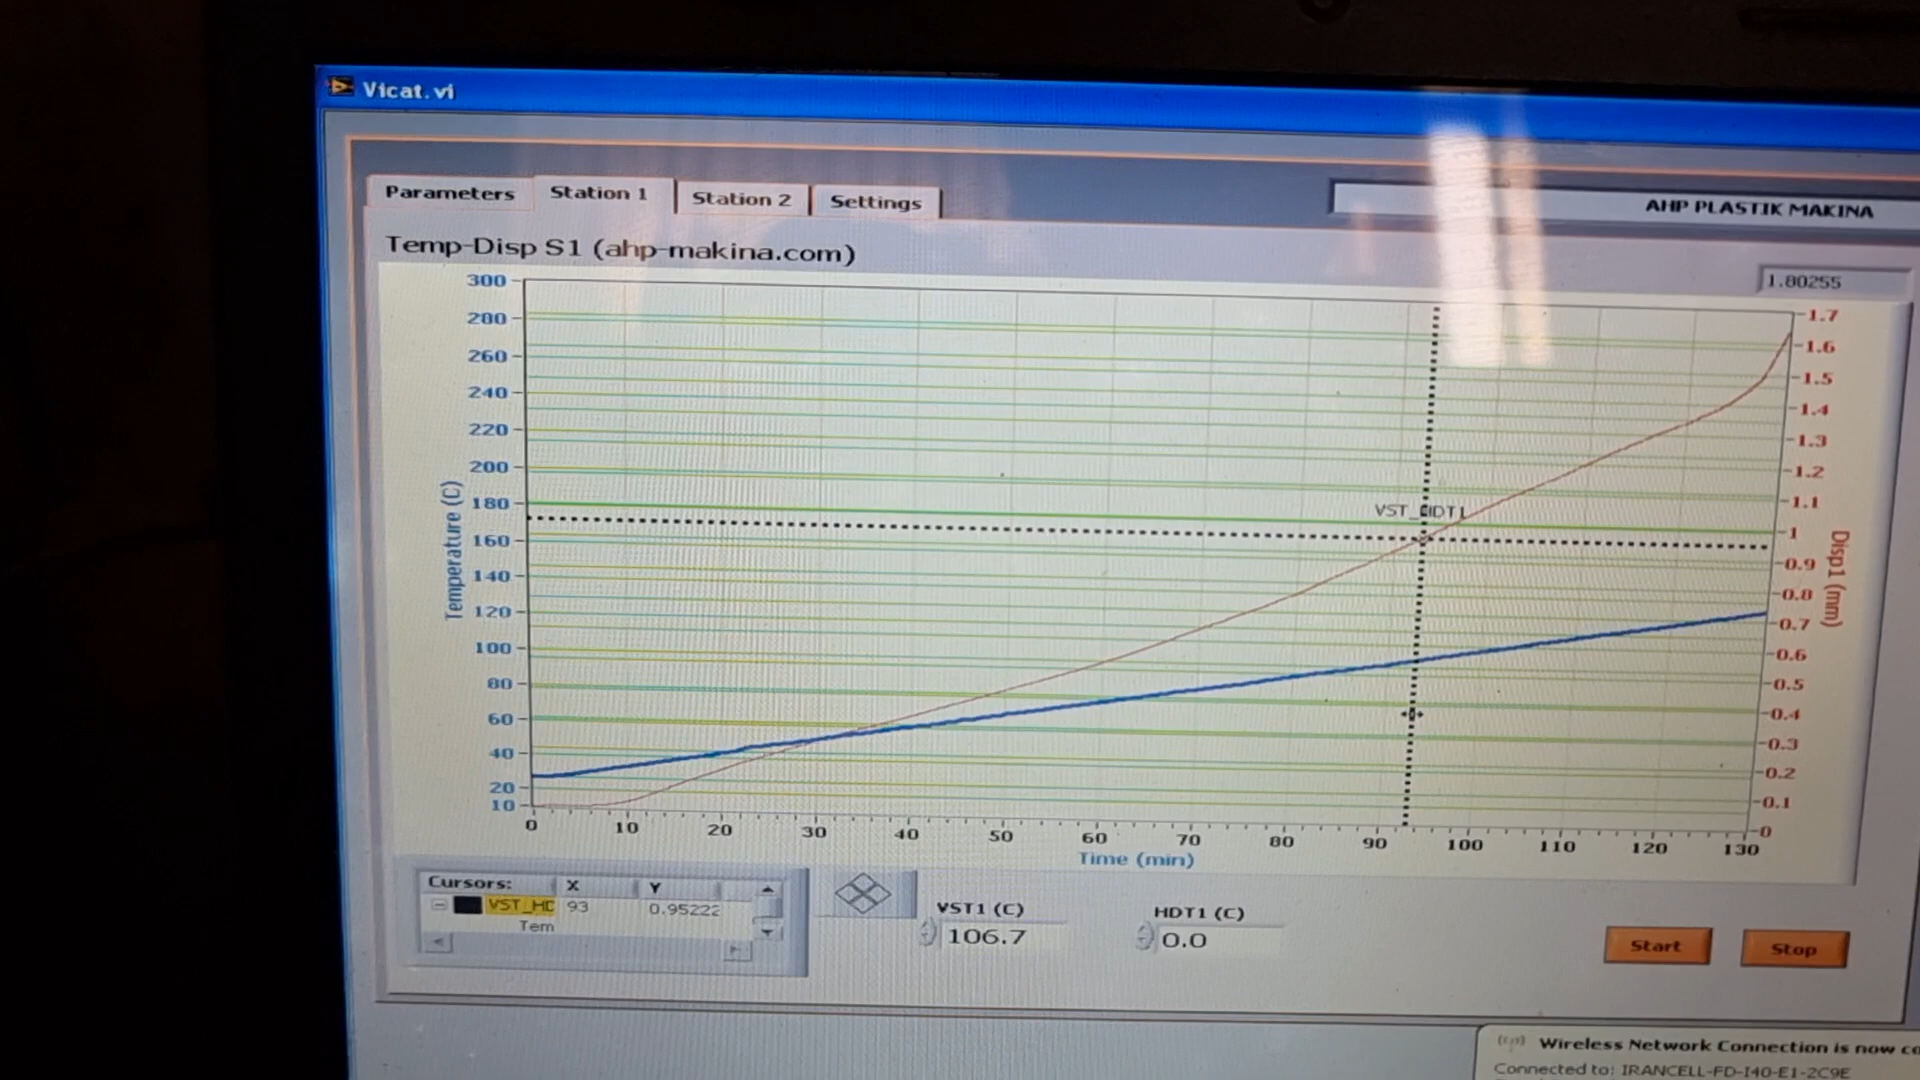 Vicat.vi
Parameters Station 1 Station 2 Settings
AHP PLASTIK MAKINA
Temp-Disp S1 (ahp-makina.com)
1.80255
300
280
260
240
220
200
180
160
140
120
100
80
60
40
20
10
Temperature (C)
1.7
1.6
1.5
1.4
1.3
1.2
1.1
1
0.9
0.8
0.7
0.6
0.5
0.4
0.3
0.2
0.1
0
Disp1 (mm)
VST_HDT1
0 10 20 30 40 50 60 70 80 90 100 110 120 130
Time (min)
Cursors: X Y
VST_HD 93 0.95222
Tem
VST1 (C)
106.7
HDT1 (C)
0.0
Start Stop
Wireless Network Connection is now co
Connected to: IRANCELL-FD-I40-E1-2C9E